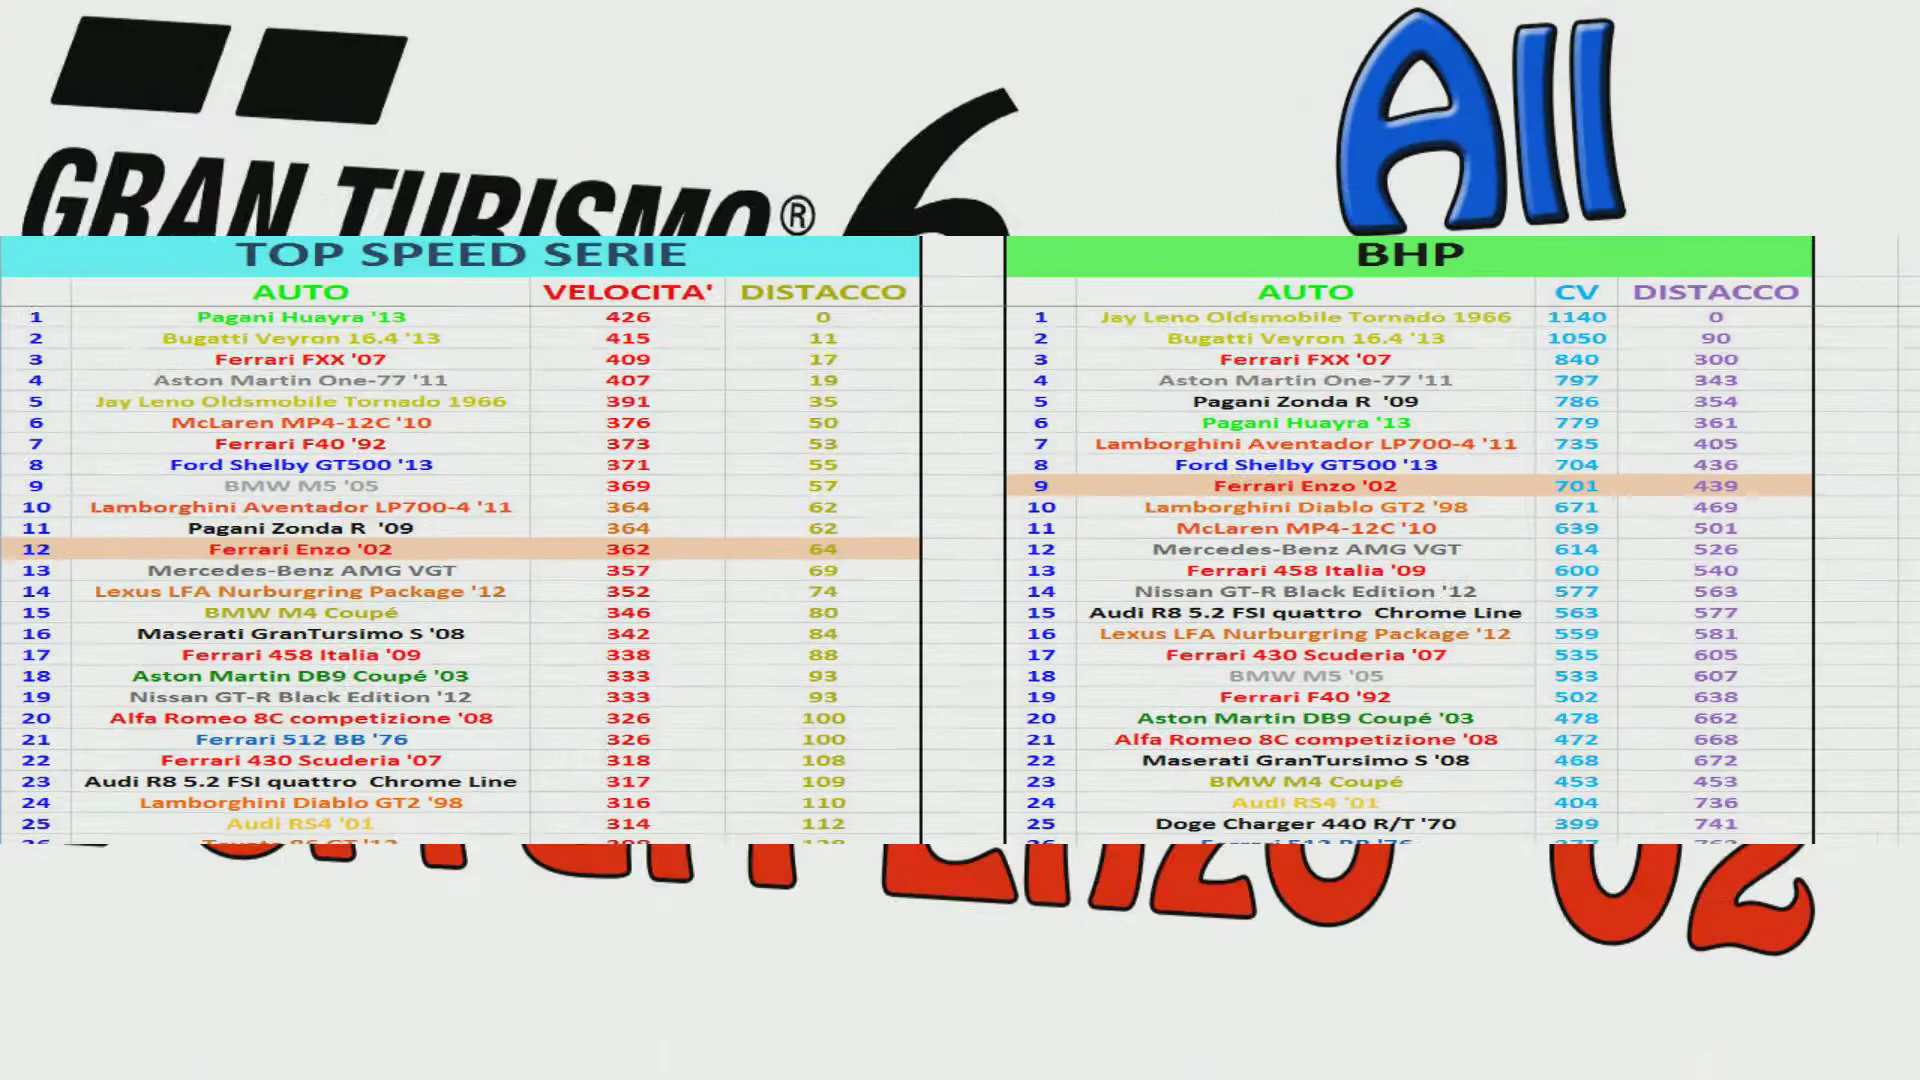 All
GRAN TURISMO® 6
TOP SPEED SERIE
AUTO VELOCITA' DISTACCO
1 Pagani Huayra '13 426 0
2 Bugatti Veyron 16.4 '13 415 11
3 Ferrari FXX '07 409 17
4 Aston Martin One-77 '11 407 19
5 Jay Leno Oldsmobile Tornado 1966 391 35
6 McLaren MP4-12C '10 376 50
7 Ferrari F40 '92 373 53
8 Ford Shelby GT500 '13 371 55
9 BMW M5 '05 369 57
10 Lamborghini Aventador LP700-4 '11 364 62
11 Pagani Zonda R '09 364 62
12 Ferrari Enzo '02 362 64
13 Mercedes-Benz AMG VGT 357 69
14 Lexus LFA Nurburgring Package '12 352 74
15 BMW M4 Coupé 346 80
16 Maserati GranTursimo S '08 342 84
17 Ferrari 458 Italia '09 338 88
18 Aston Martin DB9 Coupé '03 333 93
19 Nissan GT-R Black Edition '12 333 93
20 Alfa Romeo 8C competizione '08 326 100
21 Ferrari 512 BB '76 326 100
22 Ferrari 430 Scuderia '07 318 108
23 Audi R8 5.2 FSI quattro Chrome Line 317 109
24 Lamborghini Diablo GT2 '98 316 110
25 Audi RS4 '01 314 112
BHP
AUTO CV DISTACCO
1 Jay Leno Oldsmobile Tornado 1966 1140 0
2 Bugatti Veyron 16.4 '13 1050 90
3 Ferrari FXX '07 840 300
4 Aston Martin One-77 '11 797 343
5 Pagani Zonda R '09 786 354
6 Pagani Huayra '13 779 361
7 Lamborghini Aventador LP700-4 '11 735 405
8 Ford Shelby GT500 '13 704 436
9 Ferrari Enzo '02 701 439
10 Lamborghini Diablo GT2 '98 671 469
11 McLaren MP4-12C '10 639 501
12 Mercedes-Benz AMG VGT 614 526
13 Ferrari 458 Italia '09 600 540
14 Nissan GT-R Black Edition '12 577 563
15 Audi R8 5.2 FSI quattro Chrome Line 563 577
16 Lexus LFA Nurburgring Package '12 559 581
17 Ferrari 430 Scuderia '07 535 605
18 BMW M5 '05 533 607
19 Ferrari F40 '92 502 638
20 Aston Martin DB9 Coupé '03 478 662
21 Alfa Romeo 8C competizione '08 472 668
22 Maserati GranTursimo S '08 468 672
23 BMW M4 Coupé 453 453
24 Audi RS4 '01 404 736
25 Doge Charger 440 R/T '70 399 741
Enzo 02